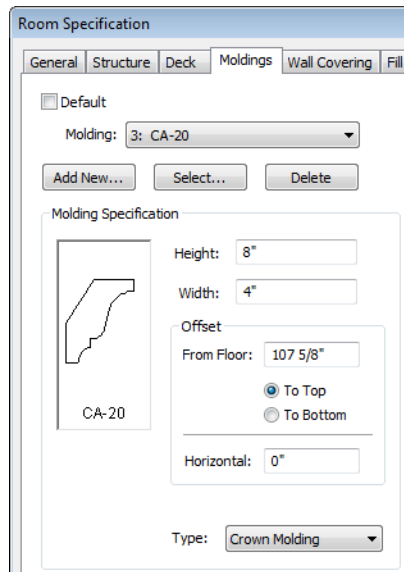 Room Specification
General Structure Deck Moldings Wall Covering Fill
Default
Molding: 3: CA-20
Add New... Select... Delete
Molding Specification
Height: 8"
Width: 4"
Offset
From Floor: 107 5/8"
To Top
To Bottom
CA-20
Horizontal: 0"
Type: Crown Molding